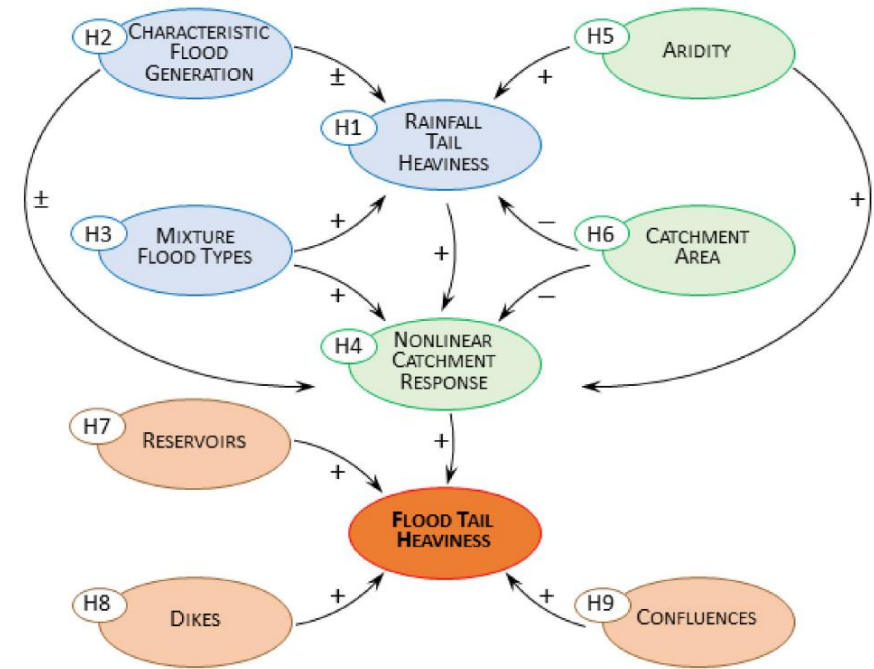 H2
CHARACTERISTIC
FLOOD
GENERATION
±
H5
ARIDITY
+
H1
RAINFALL
TAIL
HEAVINESS
±
+
H3
MIXTURE
FLOOD TYPES
+
+
+
−
−
H6
CATCHMENT
AREA
H4
NONLINEAR
CATCHMENT
RESPONSE
H7
RESERVOIRS
+
+
FLOOD TAIL
HEAVINESS
H8
DIKES
+
+
H9
CONFLUENCES